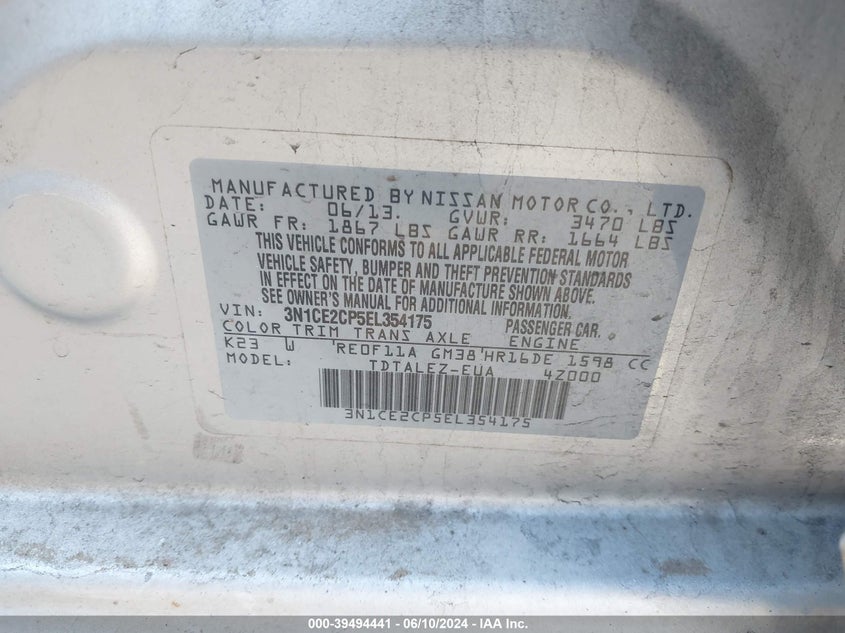 MANUFACTURED BY NISSAN MOTOR CO., LTD.
DATE: 06/13. GVWR: 3470 LBS
GAWR FR: 1867 LBS GAWR RR: 1664 LBS
THIS VEHICLE CONFORMS TO ALL APPLICABLE FEDERAL MOTOR
VEHICLE SAFETY, BUMPER AND THEFT PREVENTION STANDARDS
IN EFFECT ON THE DATE OF MANUFACTURE SHOWN ABOVE.
SEE OWNER'S MANUAL FOR ADDITIONAL INFORMATION.
VIN: 3N1CE2CP5EL354175 PASSENGER CAR.
COLOR TRIM TRANS AXLE ENGINE
K23 W 'RE0F11A GM38'HR16DE 1598 CC
MODEL: TDTALEZ-EUA 4Z000
3N1CE2CP5EL354175
000-39494441 - 06/10/2024 - IAA Inc.